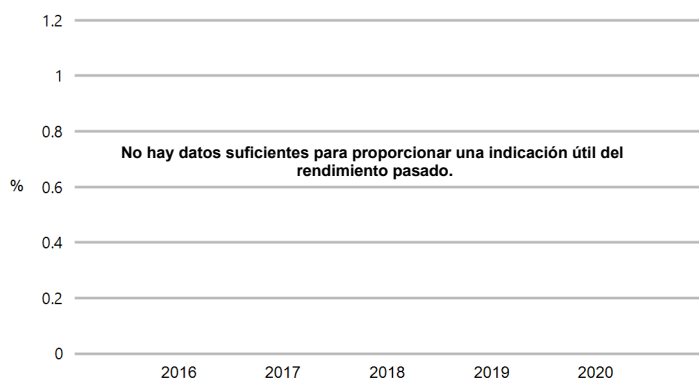 1.2
1
0.8
No hay datos suficientes para proporcionar una indicación útil del
rendimiento pasado.
%
0.6
0.4
0.2
0
2016 2017 2018 2019 2020